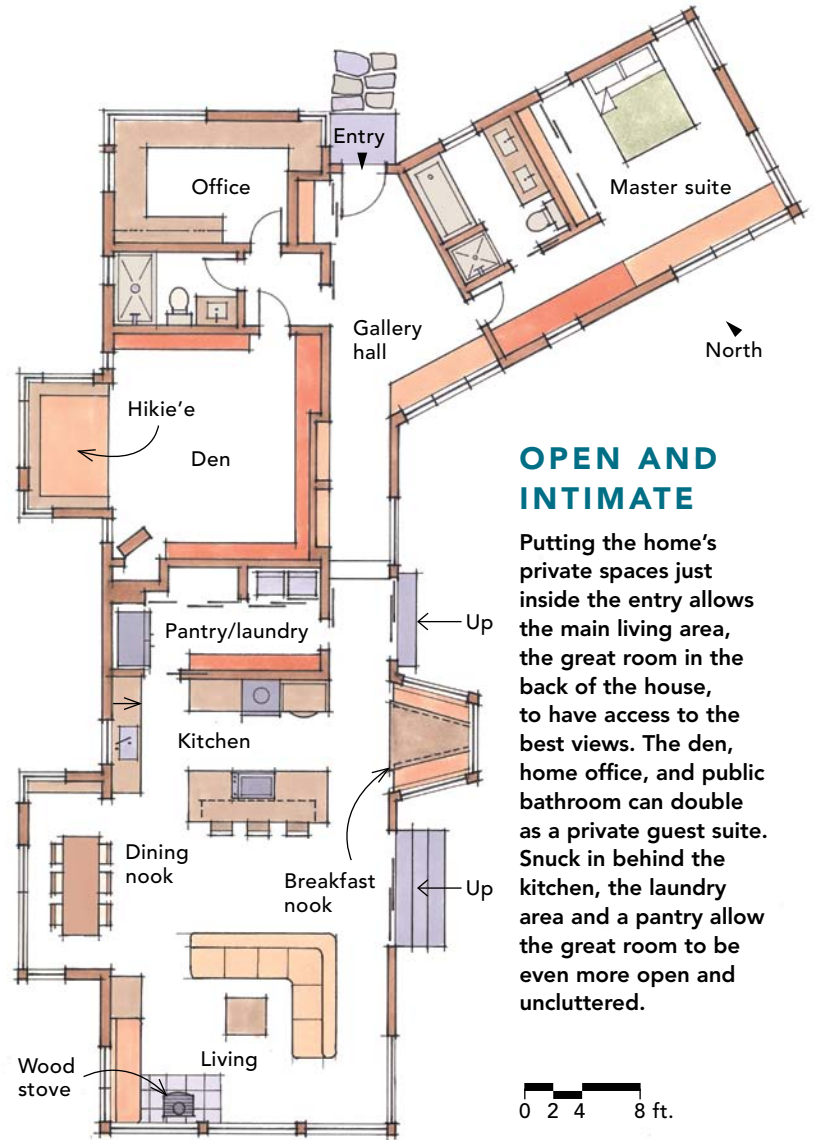 Entry
Office
Master suite
Gallery
hall
North
Hikie'e
Den
OPEN AND
INTIMATE
Putting the home's
private spaces just
inside the entry allows
the main living area,
the great room in the
back of the house,
to have access to the
best views. The den,
home office, and public
bathroom can double
as a private guest suite.
Snuck in behind the
kitchen, the laundry
area and a pantry allow
the great room to be
even more open and
uncluttered.
Up
Pantry/laundry
Kitchen
Dining
nook
Breakfast
nook
Up
Living
Wood
stove
0 2 4 8 ft.